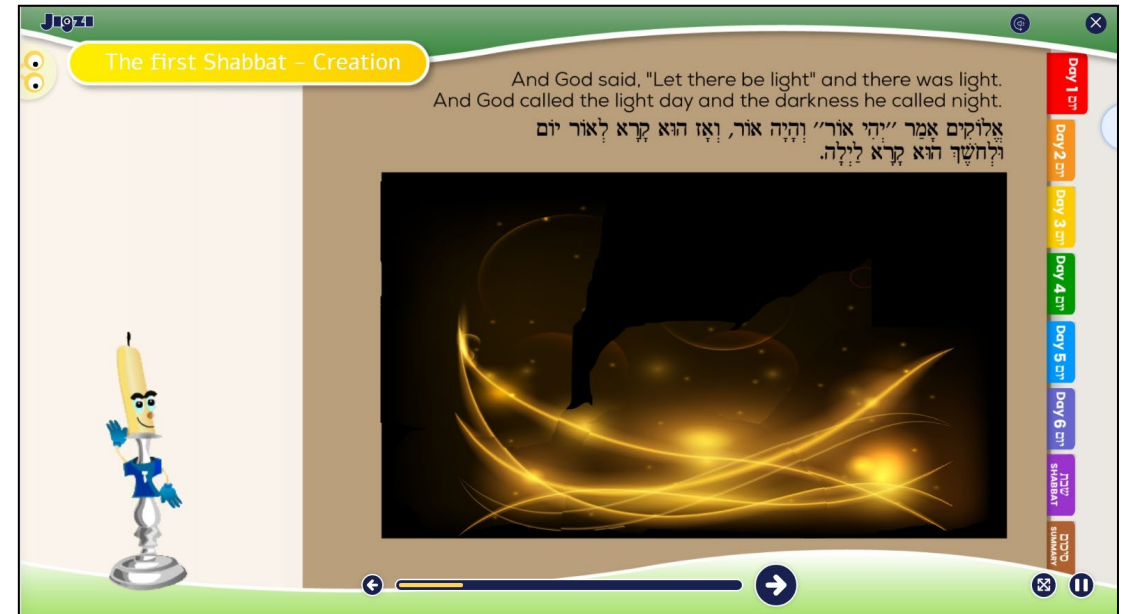 Jigzi
The first Shabbat – Creation
And God said, "Let there be light" and there was light.
And God called the light day and the darkness he called night.
אֱלוֹקִים אָמַר ״יְהִי אוֹר״ וְהָיָה אוֹר, וְאָז הוּא קָרָא לְאוֹר יוֹם
וּלְחֹשֶׁךְ הוּא קָרָא לַיְלָה.
Day 1 יום
Day 2 יום
Day 3 יום
Day 4 יום
Day 5 יום
Day 6 יום
שבת
SHABBAT
סיכום
SUMMARY